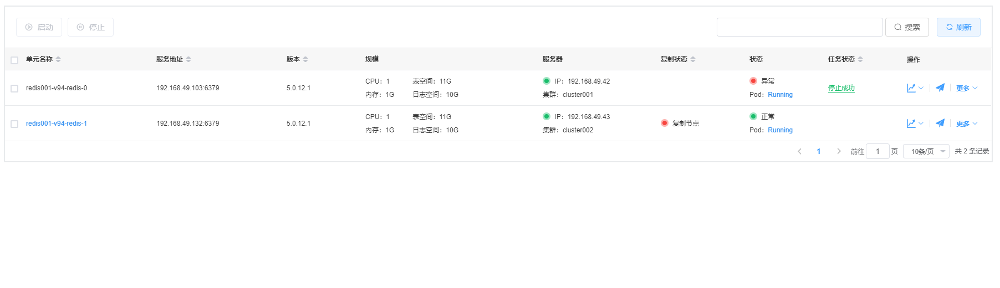 启动 停止 搜索 刷新
单元名称 服务地址 版本 规模 服务器 复制状态 状态 任务状态 操作
redis001-v94-redis-0 192.168.49.103:6379 5.0.12.1 CPU：1 表空间：11G IP：192.168.49.42 异常 停止成功 更多
内存：1G 日志空间：10G 集群：cluster001 Pod：Running
redis001-v94-redis-1 192.168.49.132:6379 5.0.12.1 CPU：1 表空间：11G IP：192.168.49.43 复制节点 正常 更多
内存：1G 日志空间：10G 集群：cluster002 Pod：Running
1 前往 1 页 10条/页 共 2 条记录